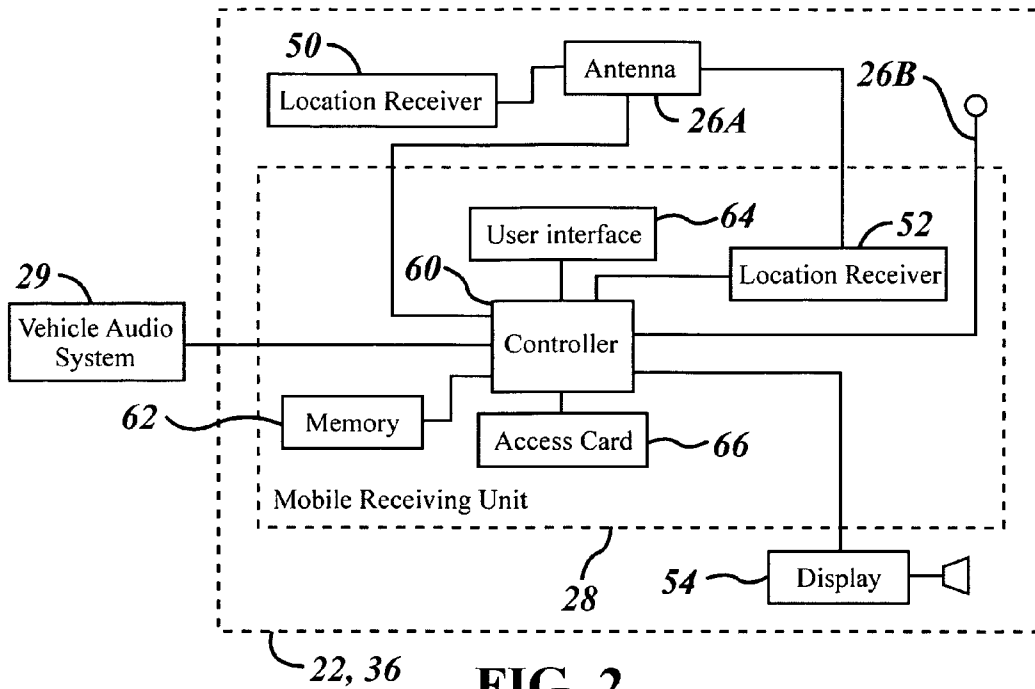 50
Antenna
Location Receiver
26A
26B
64
User interface
52
29
60
Location Receiver
Vehicle Audio
System
Controller
62
Memory
Access Card
66
Mobile Receiving Unit
28
54
Display
22, 36
FIG. 2